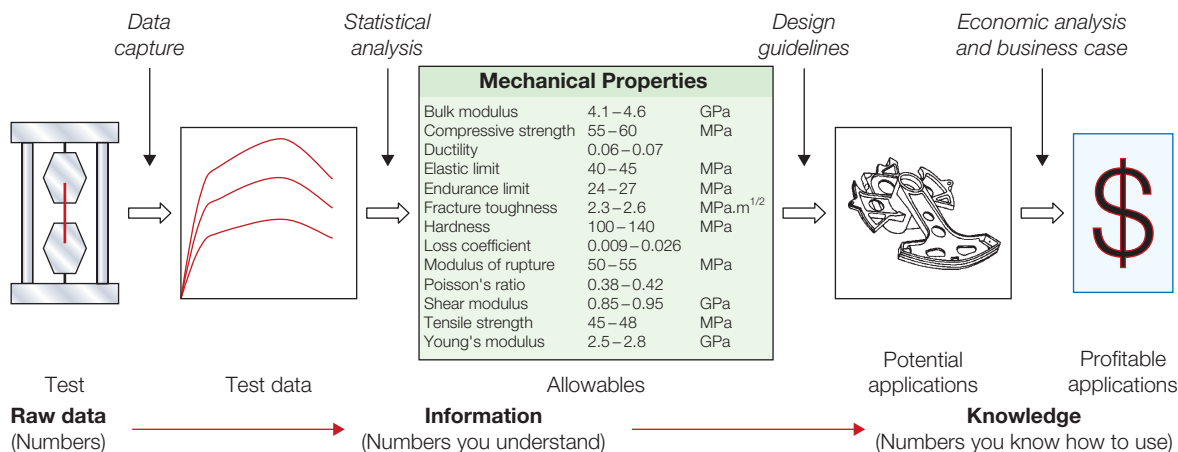 Data
capture
Statistical
analysis
Design
guidelines
Economic analysis
and business case
Mechanical Properties
Bulk modulus 4.1–4.6 GPa
Compressive strength 55–60 MPa
Ductility 0.06–0.07
Elastic limit 40–45 MPa
Endurance limit 24–27 MPa
Fracture toughness 2.3–2.6 MPa.m^1/2
Hardness 100–140 MPa
Loss coefficient 0.009–0.026
Modulus of rupture 50–55 MPa
Poisson's ratio 0.38–0.42
Shear modulus 0.85–0.95 GPa
Tensile strength 45–48 MPa
Young's modulus 2.5–2.8 GPa
$
Test
Test data
Allowables
Potential
applications
Profitable
applications
Raw data
(Numbers)
Information
(Numbers you understand)
Knowledge
(Numbers you know how to use)